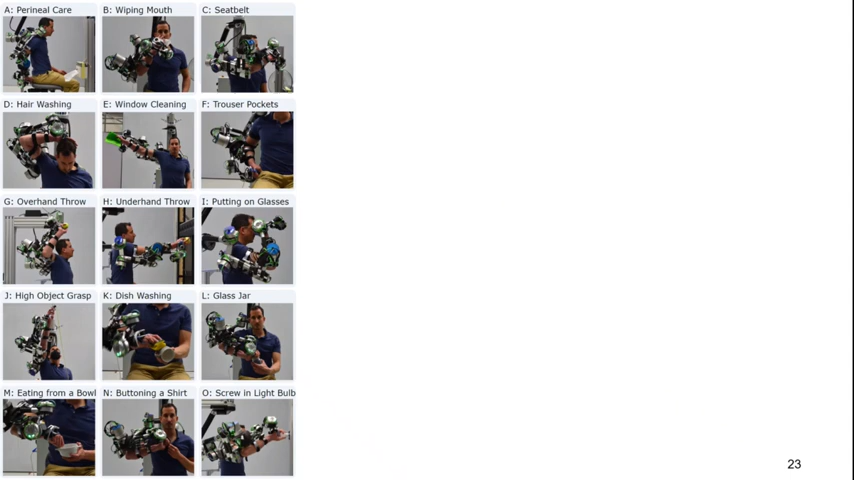 A: Perineal Care
B: Wiping Mouth
C: Seatbelt
D: Hair Washing
E: Window Cleaning
F: Trouser Pockets
G: Overhand Throw
H: Underhand Throw
I: Putting on Glasses
J: High Object Grasp
K: Dish Washing
L: Glass Jar
M: Eating from a Bowl
N: Buttoning a Shirt
O: Screw in Light Bulb
23